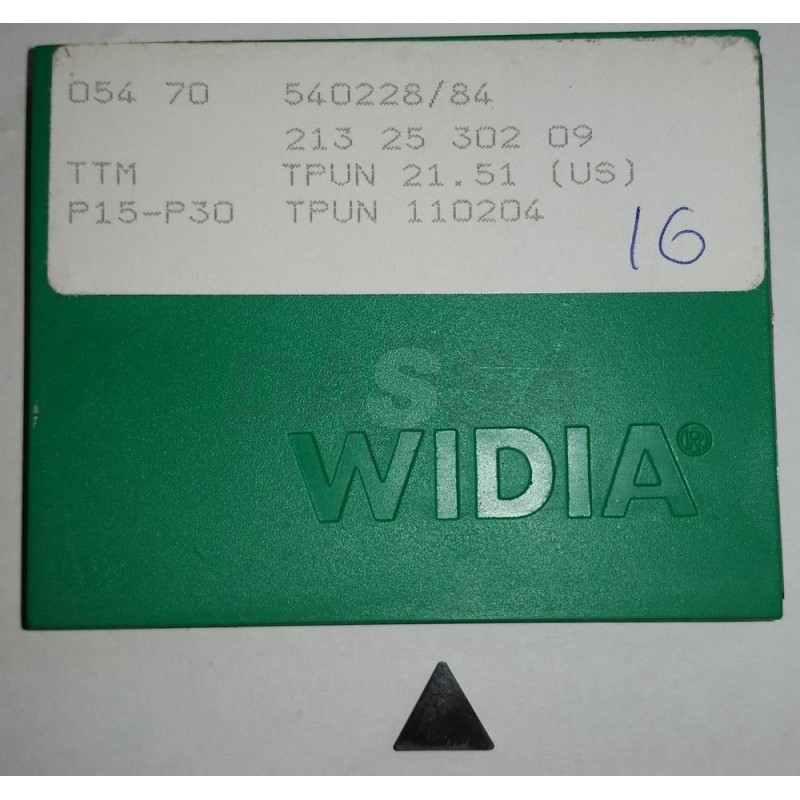 054 70 540228/84
213 25 302 09
TTM TPUN 21.51 (US)
P15-P30 TPUN 110204
16
WIDIA®